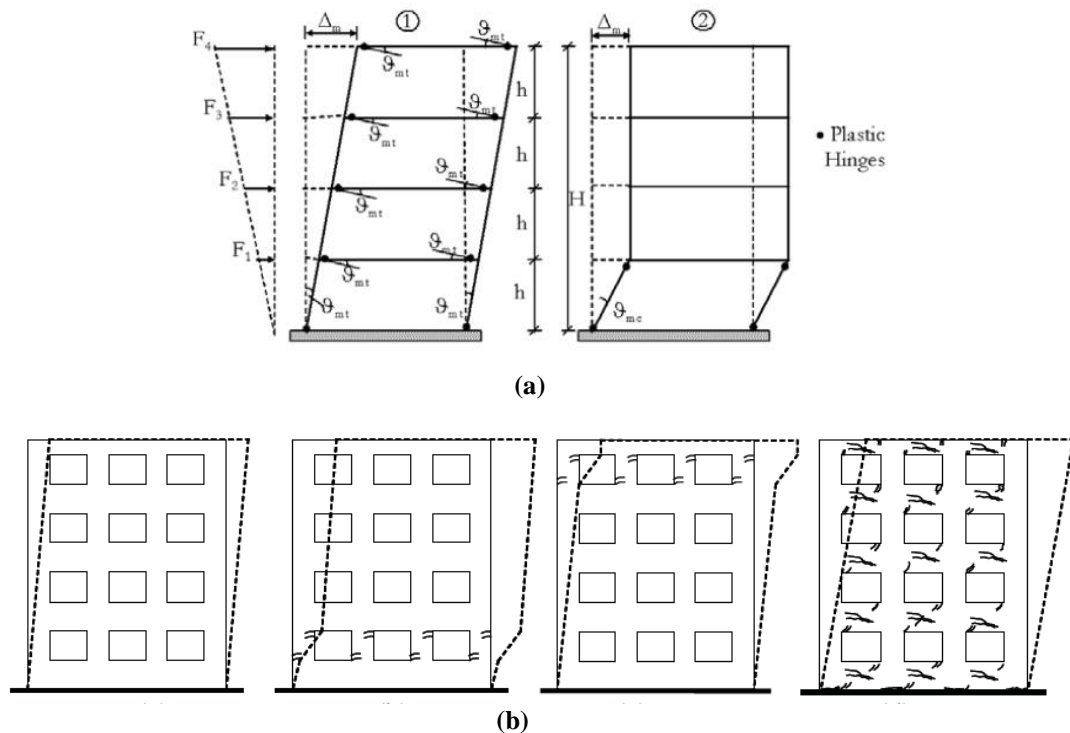 Δm ① ϑmt Δm ②
F4
ϑmt
F3 ϑmt h
ϑmt • Plastic
Hinges
F2 ϑmt h H
ϑmt
F1 ϑmt h
ϑmt
ϑmt ϑmt h ϑmc
(a)
(b)